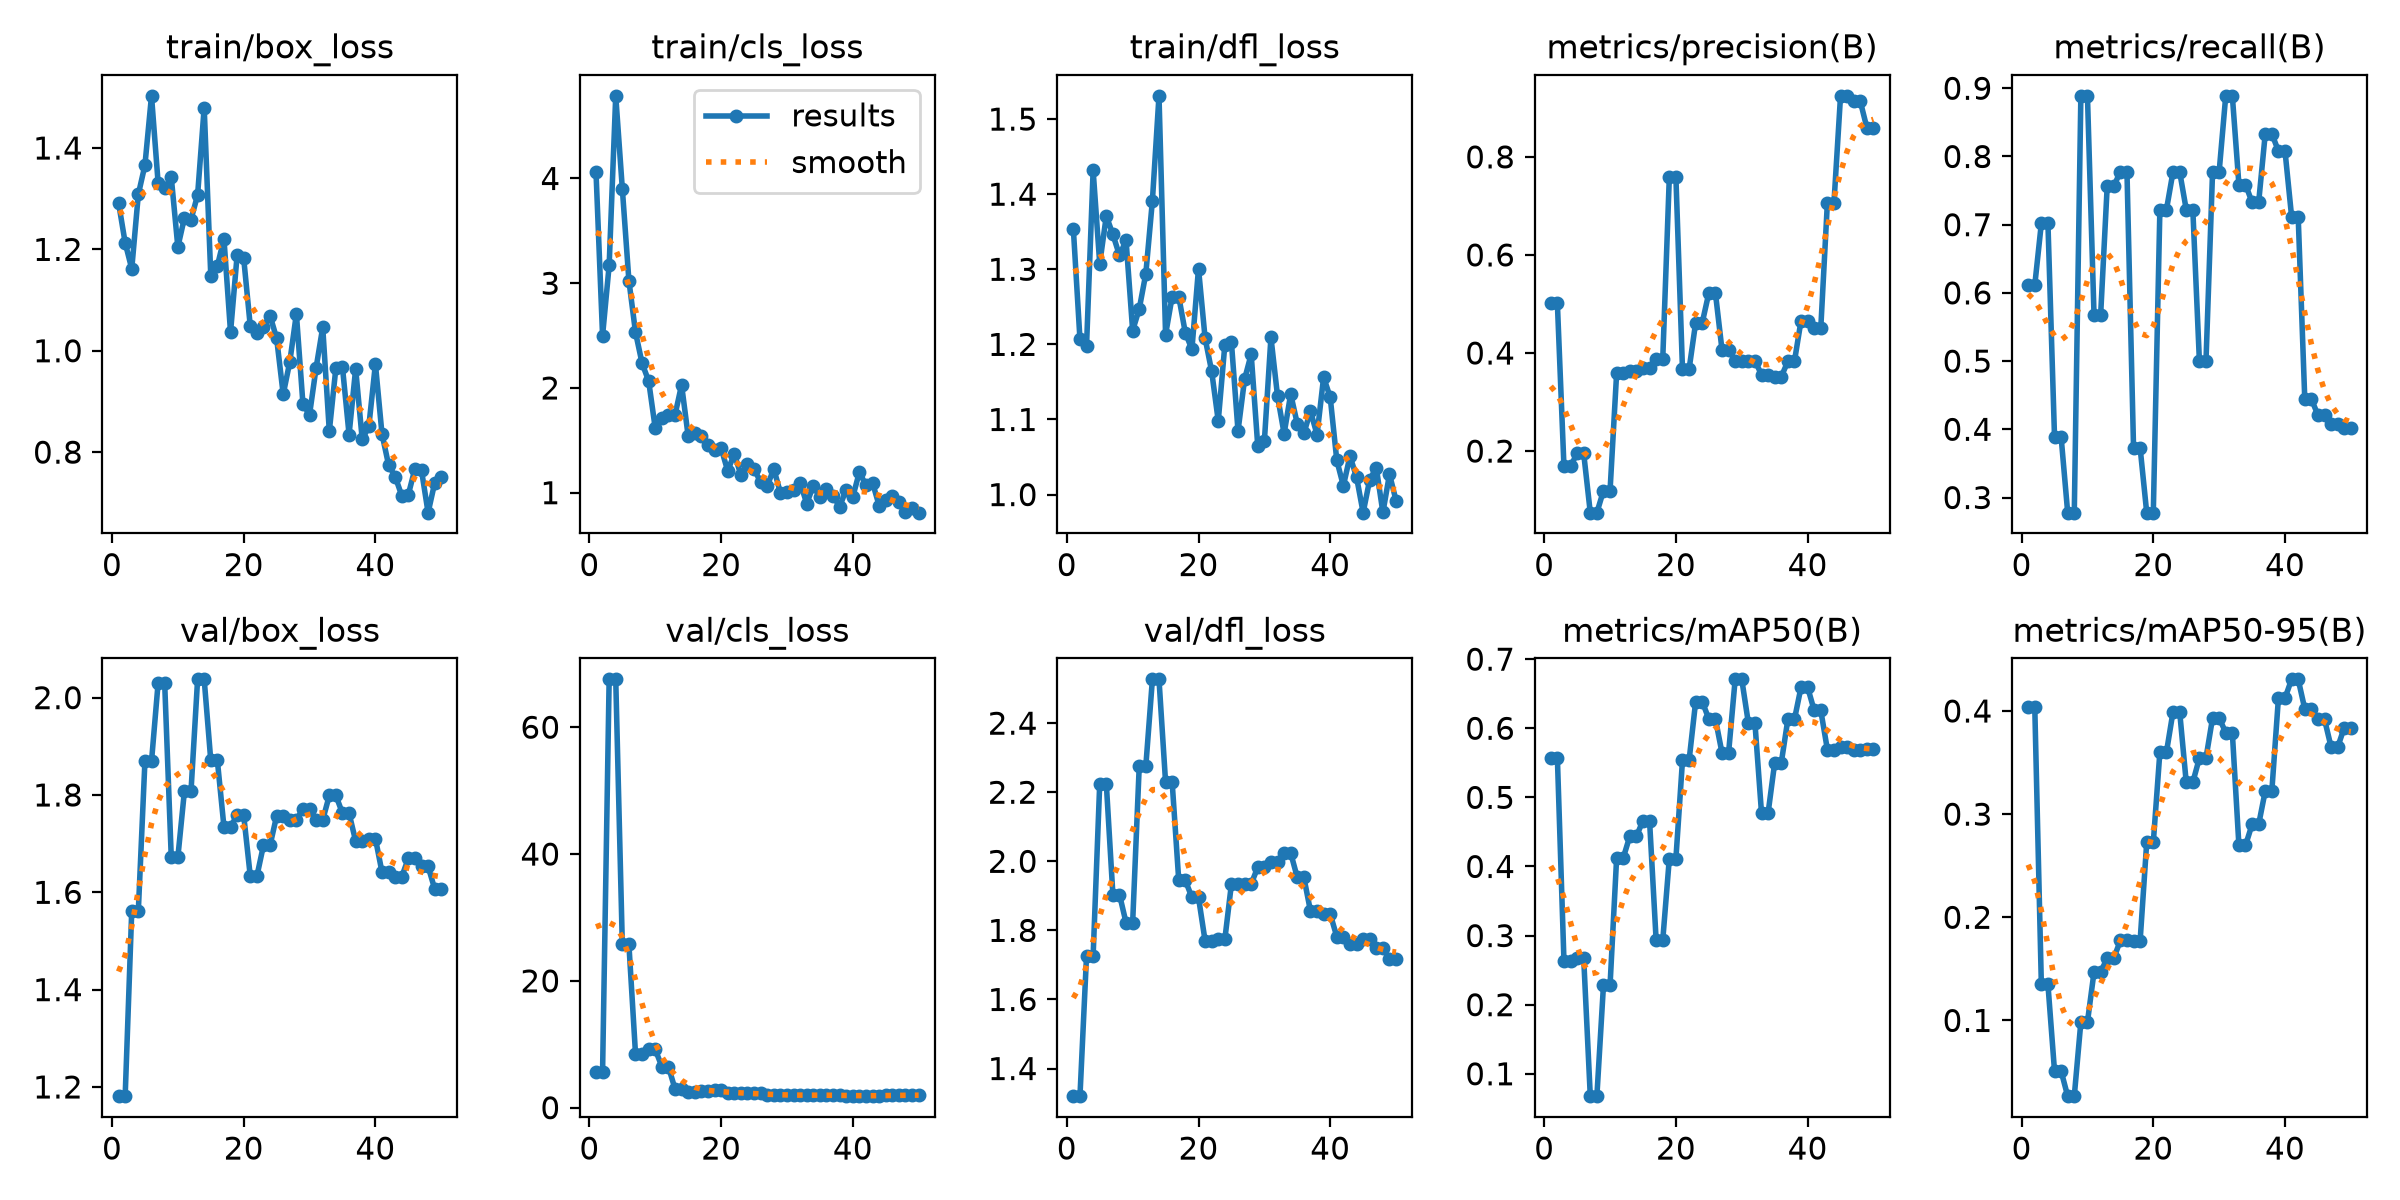 train/box_loss
1.4
1.2
1.0
0.8
0 20 40
train/cls_loss
results
smooth
4
3
2
1
0 20 40
train/dfl_loss
1.5
1.4
1.3
1.2
1.1
1.0
0 20 40
metrics/precision(B)
0.8
0.6
0.4
0.2
0 20 40
metrics/recall(B)
0.9
0.8
0.7
0.6
0.5
0.4
0.3
0 20 40
val/box_loss
2.0
1.8
1.6
1.4
1.2
0 20 40
val/cls_loss
60
40
20
0
0 20 40
val/dfl_loss
2.4
2.2
2.0
1.8
1.6
1.4
0 20 40
metrics/mAP50(B)
0.7
0.6
0.5
0.4
0.3
0.2
0.1
0 20 40
metrics/mAP50-95(B)
0.4
0.3
0.2
0.1
0 20 40